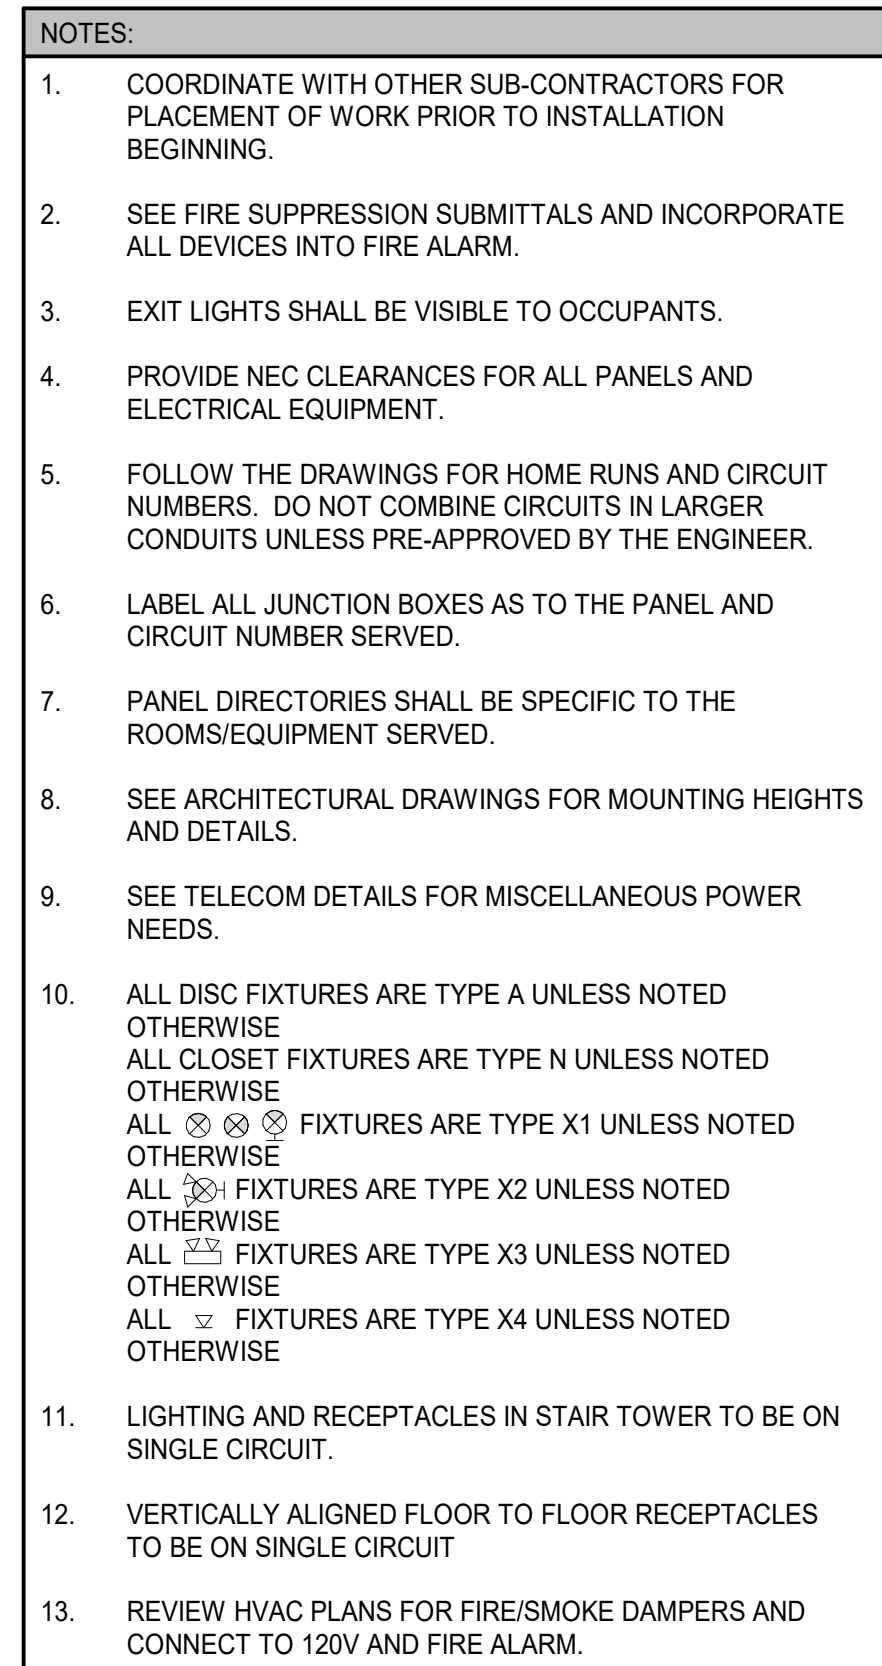 NOTES:
1. COORDINATE WITH OTHER SUB-CONTRACTORS FOR
PLACEMENT OF WORK PRIOR TO INSTALLATION
BEGINNING.
2. SEE FIRE SUPPRESSION SUBMITTALS AND INCORPORATE
ALL DEVICES INTO FIRE ALARM.
3. EXIT LIGHTS SHALL BE VISIBLE TO OCCUPANTS.
4. PROVIDE NEC CLEARANCES FOR ALL PANELS AND
ELECTRICAL EQUIPMENT.
5. FOLLOW THE DRAWINGS FOR HOME RUNS AND CIRCUIT
NUMBERS. DO NOT COMBINE CIRCUITS IN LARGER
CONDUITS UNLESS PRE-APPROVED BY THE ENGINEER.
6. LABEL ALL JUNCTION BOXES AS TO THE PANEL AND
CIRCUIT NUMBER SERVED.
7. PANEL DIRECTORIES SHALL BE SPECIFIC TO THE
ROOMS/EQUIPMENT SERVED.
8. SEE ARCHITECTURAL DRAWINGS FOR MOUNTING HEIGHTS
AND DETAILS.
9. SEE TELECOM DETAILS FOR MISCELLANEOUS POWER
NEEDS.
10. ALL DISC FIXTURES ARE TYPE A UNLESS NOTED
OTHERWISE
ALL CLOSET FIXTURES ARE TYPE N UNLESS NOTED
OTHERWISE
ALL FIXTURES ARE TYPE X1 UNLESS NOTED
OTHERWISE
ALL FIXTURES ARE TYPE X2 UNLESS NOTED
OTHERWISE
ALL FIXTURES ARE TYPE X3 UNLESS NOTED
OTHERWISE
ALL FIXTURES ARE TYPE X4 UNLESS NOTED
OTHERWISE
11. LIGHTING AND RECEPTACLES IN STAIR TOWER TO BE ON
SINGLE CIRCUIT.
12. VERTICALLY ALIGNED FLOOR TO FLOOR RECEPTACLES
TO BE ON SINGLE CIRCUIT
13. REVIEW HVAC PLANS FOR FIRE/SMOKE DAMPERS AND
CONNECT TO 120V AND FIRE ALARM.